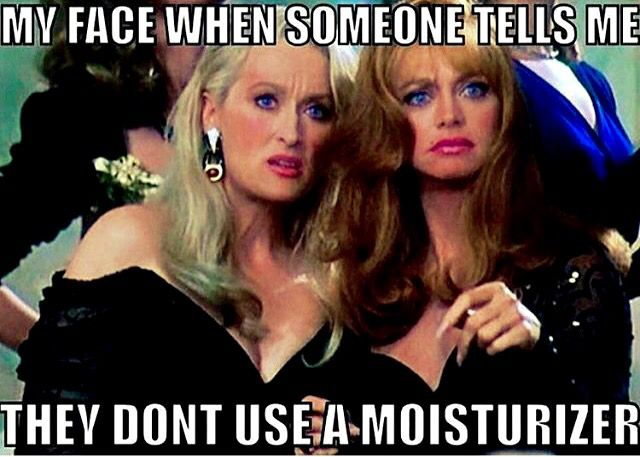 MY FACE WHEN SOMEONE TELLS ME
THEY DONT USE A MOISTURIZER